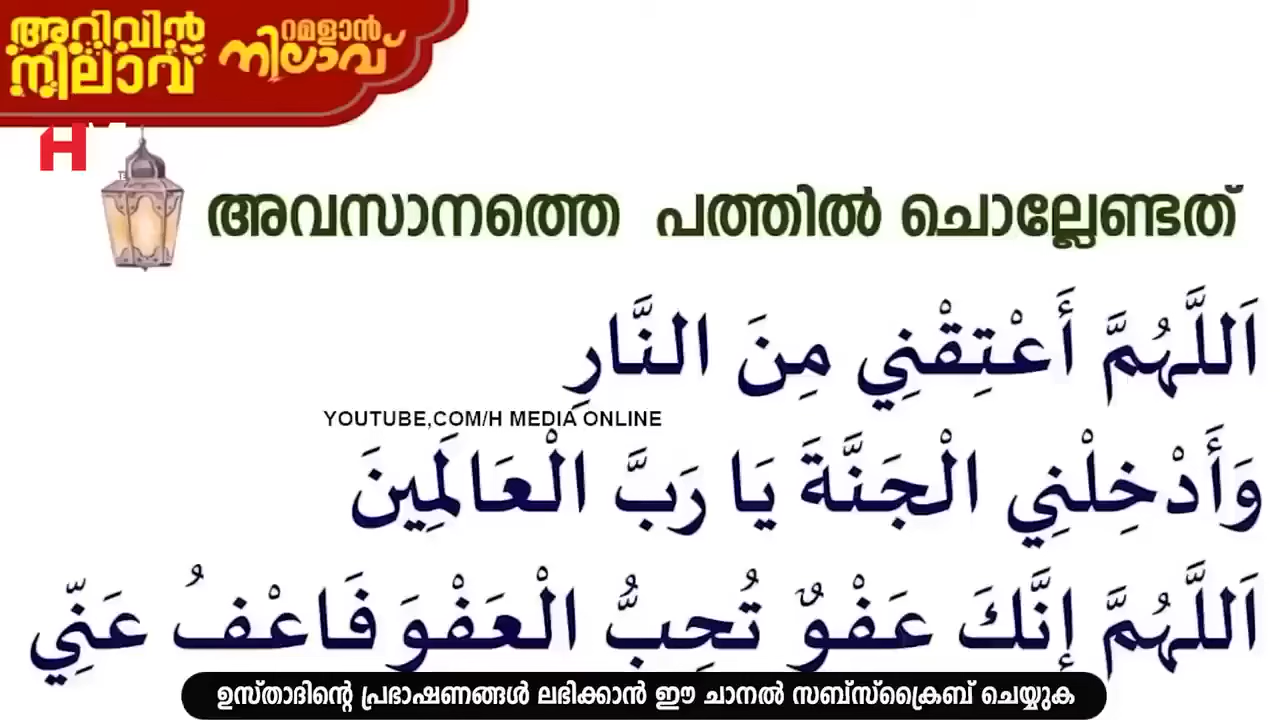 അറിവിൻ
നിലാവ്
റമളാൻ
നിലാവ്
H
അവസാനത്തെ പത്തിൽ ചൊല്ലേണ്ടത്
اَللَّهُمَّ أَعْتِقْنِي مِنَ النَّارِ
YOUTUBE,COM/H MEDIA ONLINE
وَأَدْخِلْنِي الْجَنَّةَ يَا رَبَّ الْعَالَمِينَ
اَللَّهُمَّ إِنَّكَ عَفْوٌ تُحِبُّ الْعَفْوَ فَاعْفُ عَنِّي
ഉസ്താദിന്റെ പ്രഭാഷണങ്ങൾ ലഭിക്കാൻ ഈ ചാനൽ സബ്സ്ക്രൈബ് ചെയ്യുക